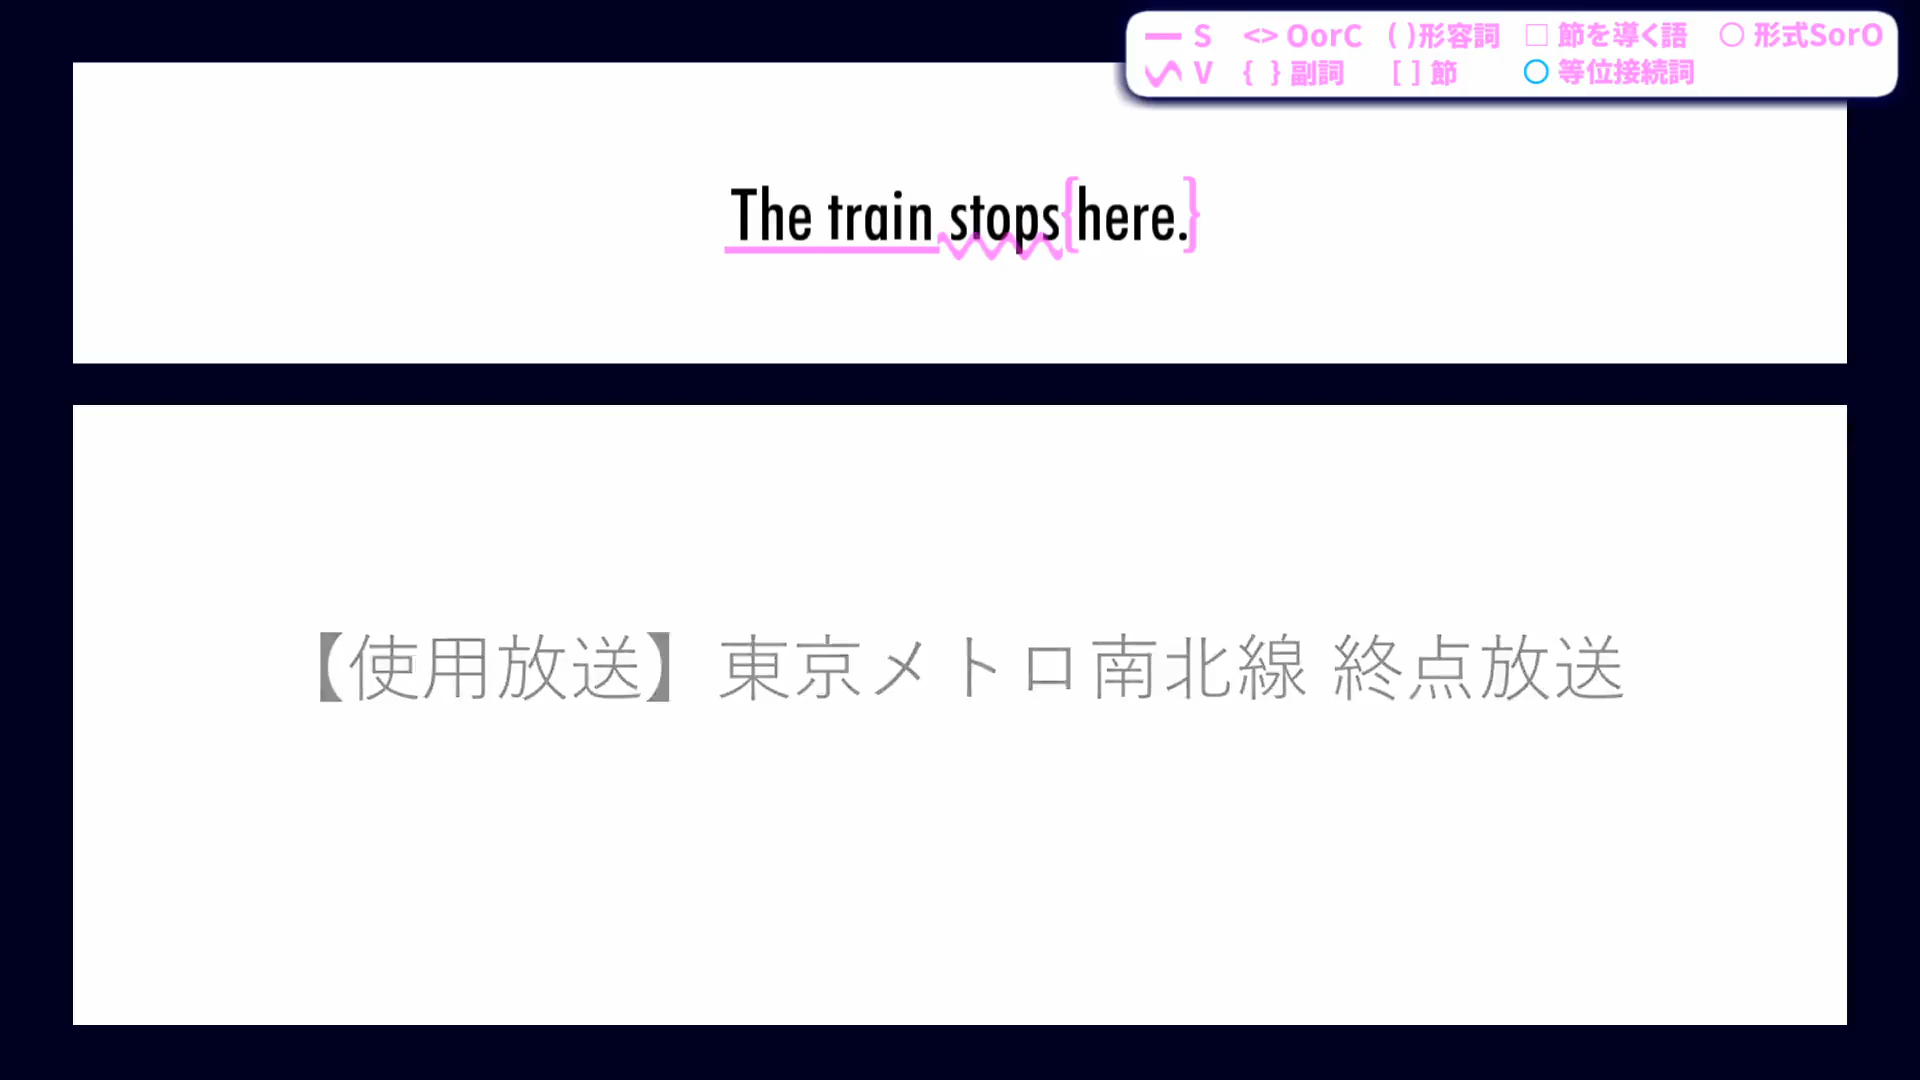 — S <> OorC ( )形容詞 □ 節を導く語 ○ 形式SorO
V { } 副詞 [ ] 節 ○ 等位接続詞
The train stops{here.}
【使用放送】東京メトロ南北線 終点放送